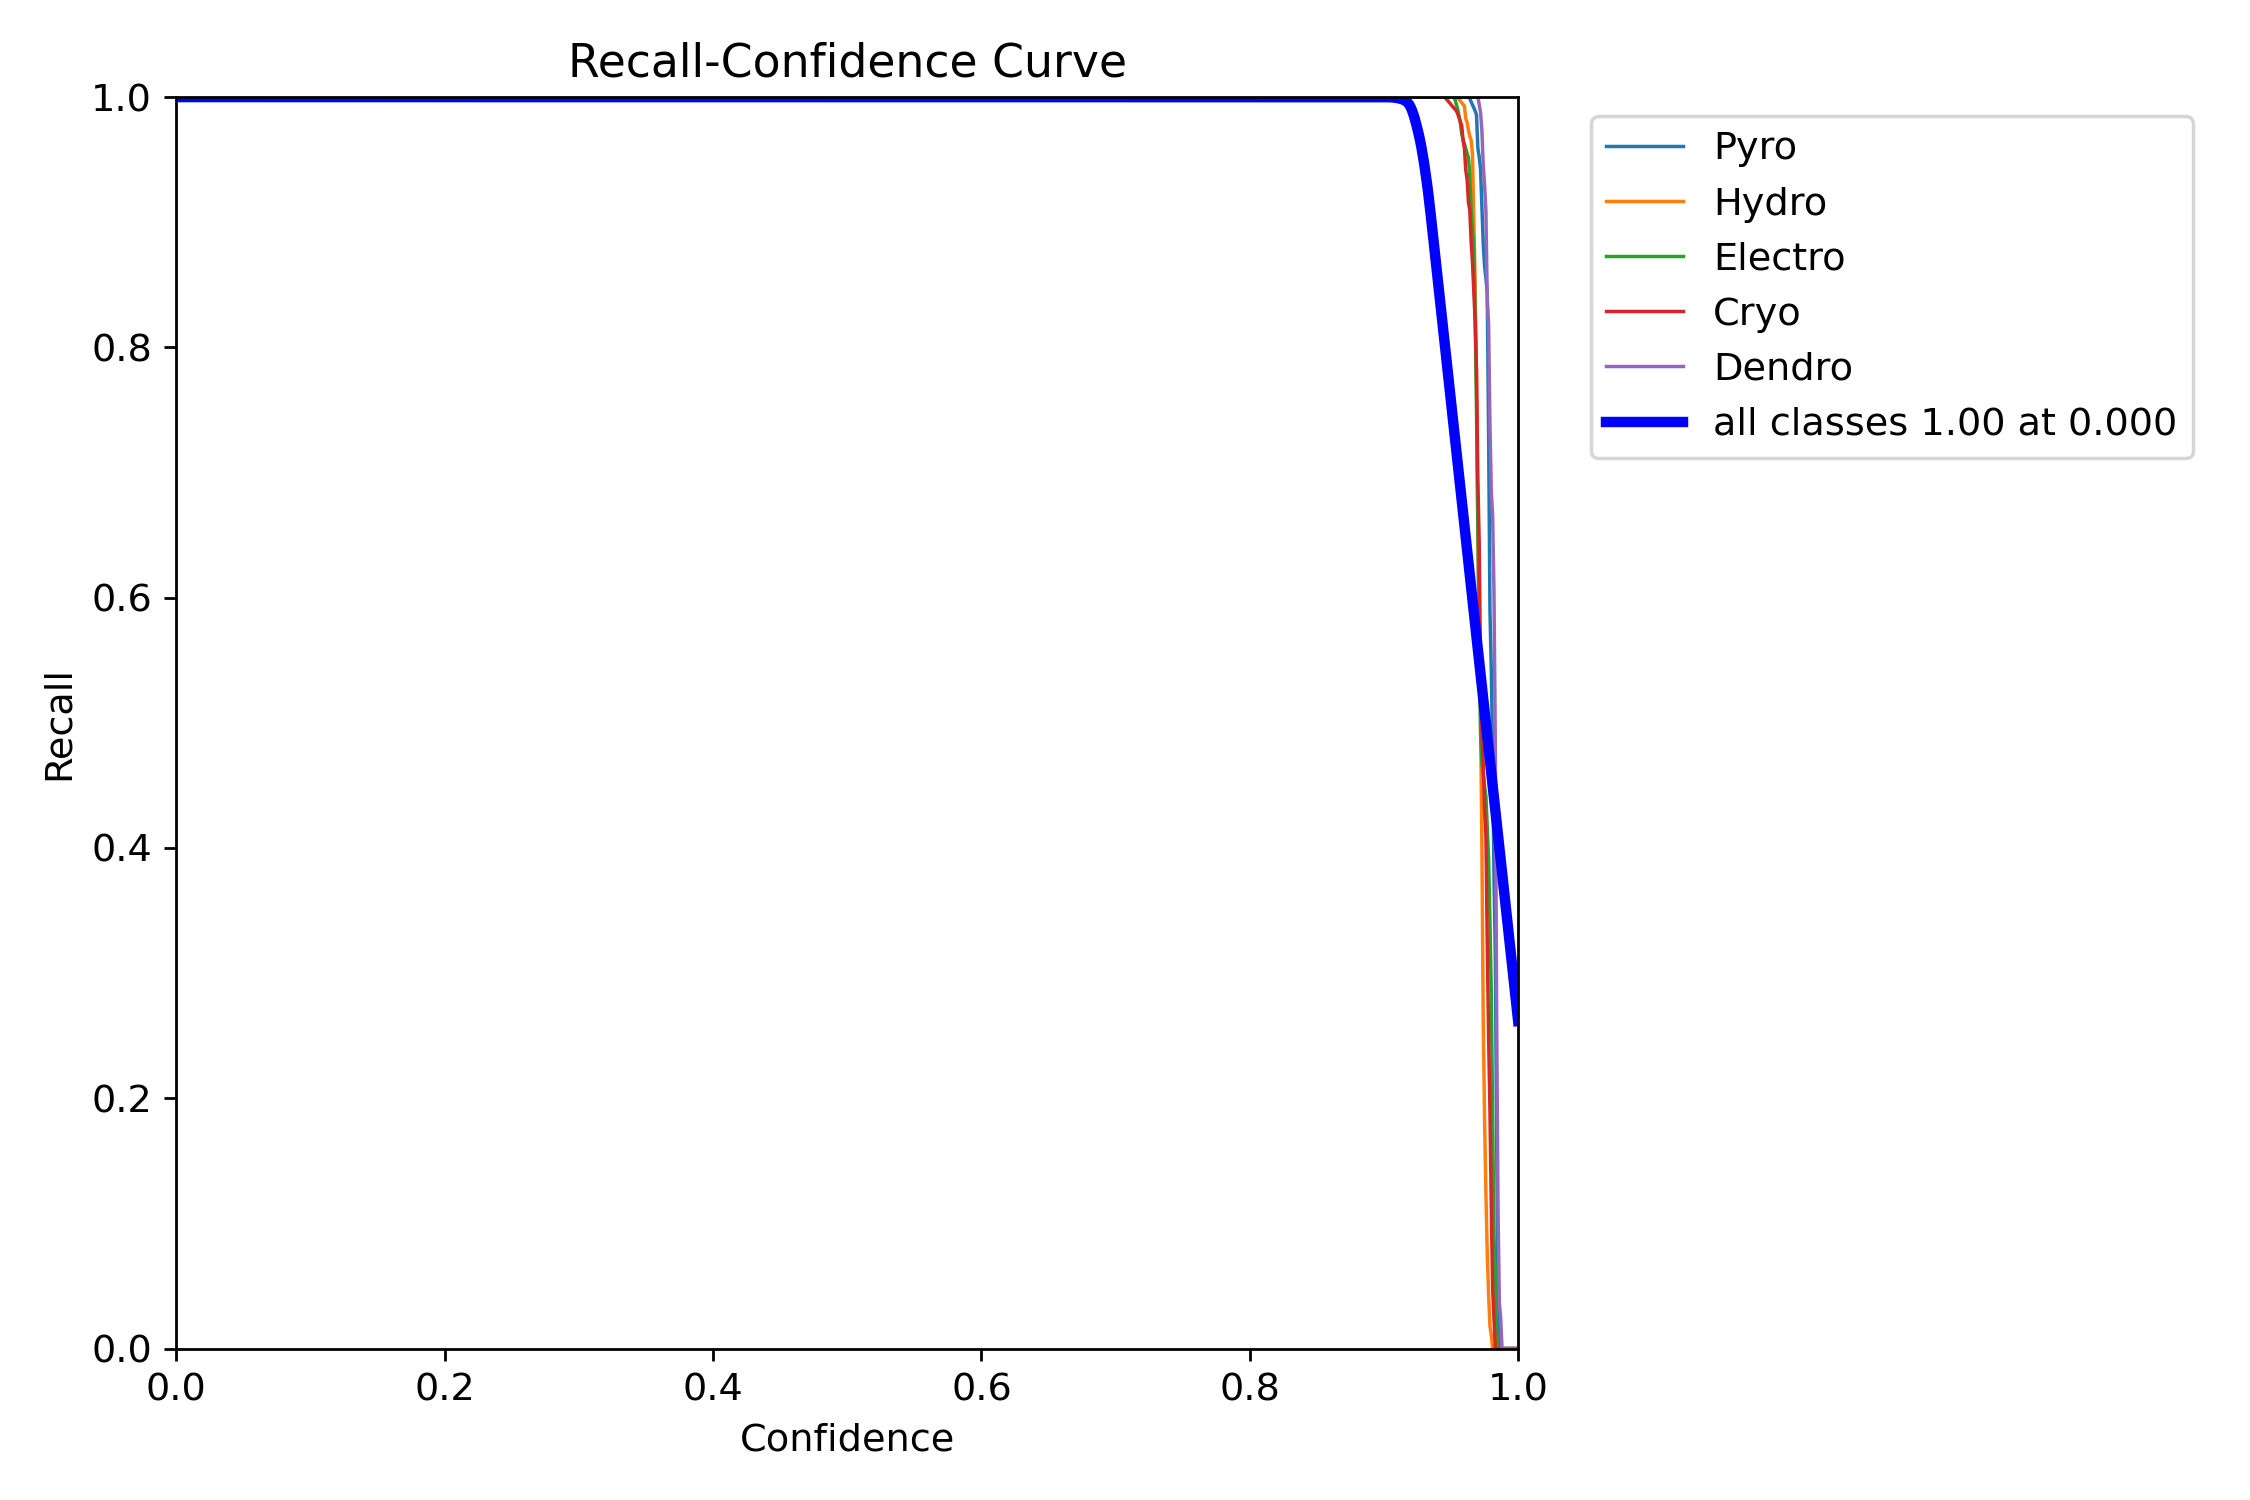 Recall-Confidence Curve
1.0
0.8
0.6
0.4
0.2
0.0
Recall
0.0 0.2 0.4 0.6 0.8 1.0
Confidence
Pyro
Hydro
Electro
Cryo
Dendro
all classes 1.00 at 0.000